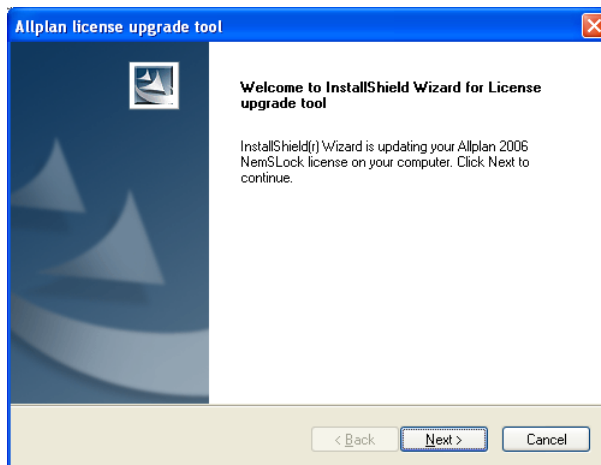 Allplan license upgrade tool
Welcome to InstallShield Wizard for License
upgrade tool
InstallShield(r) Wizard is updating your Allplan 2006
NemSLock license on your computer. Click Next to
continue.
< Back Next > Cancel